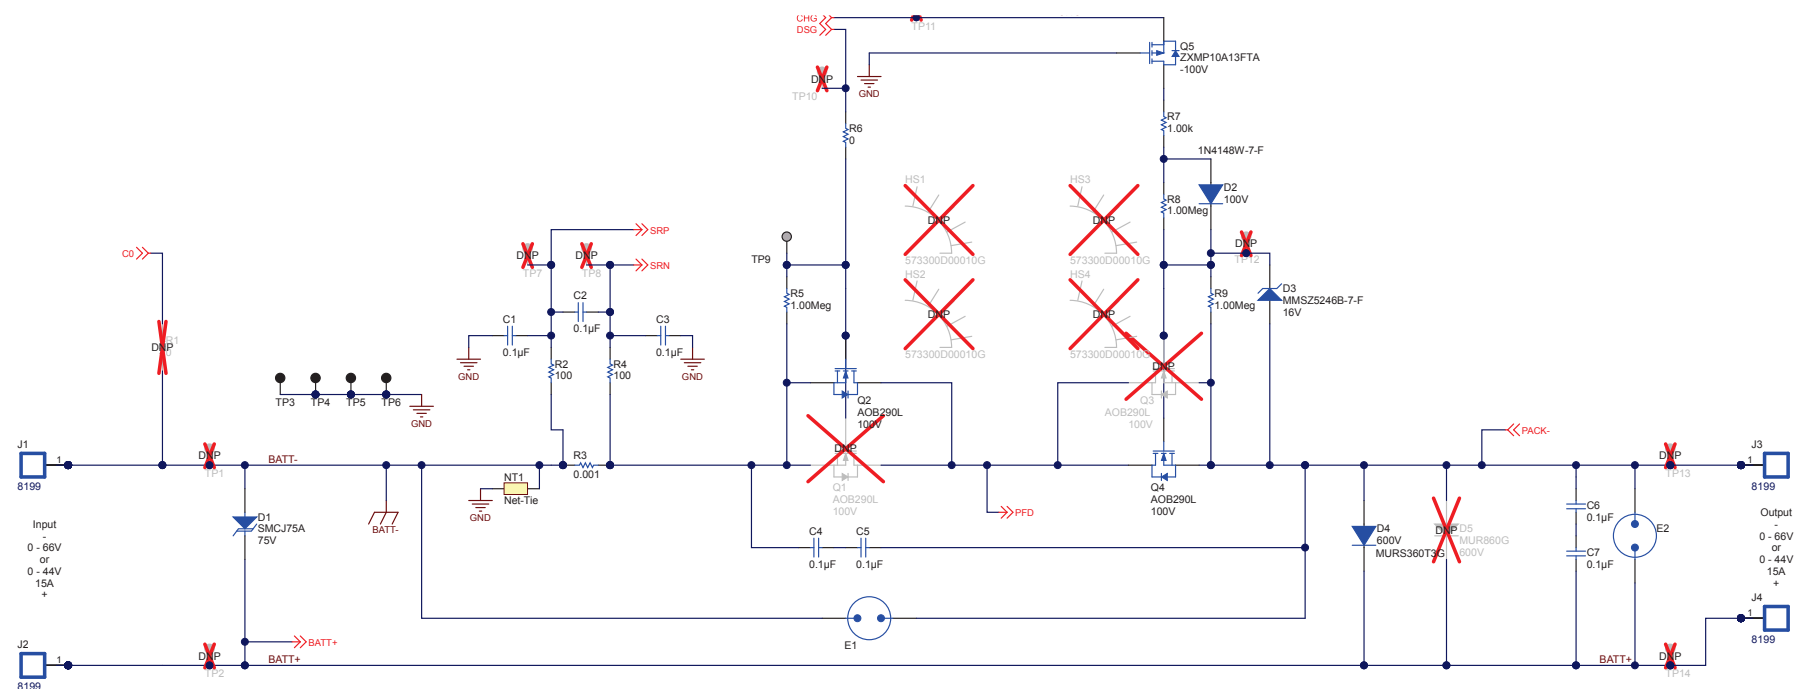 CHG
DSG
TP11
Q5
ZXMP10A13FTA
-100V
DNP
TP10
GND
R6
0
R7
1.00k
1N4148W-7-F
HS1
DNP
573300D00010G
HS3
DNP
573300D00010G
R8
1.00Meg
D2
100V
C0
SRP
SRN
DNP
TP7
DNP
TP8
TP9
DNP
TP12
HS2
DNP
573300D00010G
HS4
DNP
573300D00010G
R5
1.00Meg
R9
1.00Meg
D3
MMSZ5246B-7-F
16V
C2
0.1µF
C1
0.1µF
C3
0.1µF
GND
GND
R1
0
DNP
R2
100
R4
100
TP3
TP4
TP5
TP6
GND
Q2
AOB290L
100V
DNP
Q3
AOB290L
100V
DNP
Q1
AOB290L
100V
Q4
AOB290L
100V
PACK-
J1
1
8199
DNP
TP1
BATT-
R3
0.001
NT1
Net-Tie
GND
BATT-
PFD
DNP
TP13
J3
1
8199
Input
-
0 - 66V
or
0 - 44V
15A
+
D1
SMCJ75A
75V
C4
0.1µF
C5
0.1µF
D4
600V
MURS360T3G
DNP
D5
MUR860G
600V
C6
0.1µF
C7
0.1µF
E2
Output
-
0 - 66V
or
0 - 44V
15A
+
E1
J4
1
8199
J2
1
8199
DNP
TP2
BATT+
BATT+
BATT+
DNP
TP14